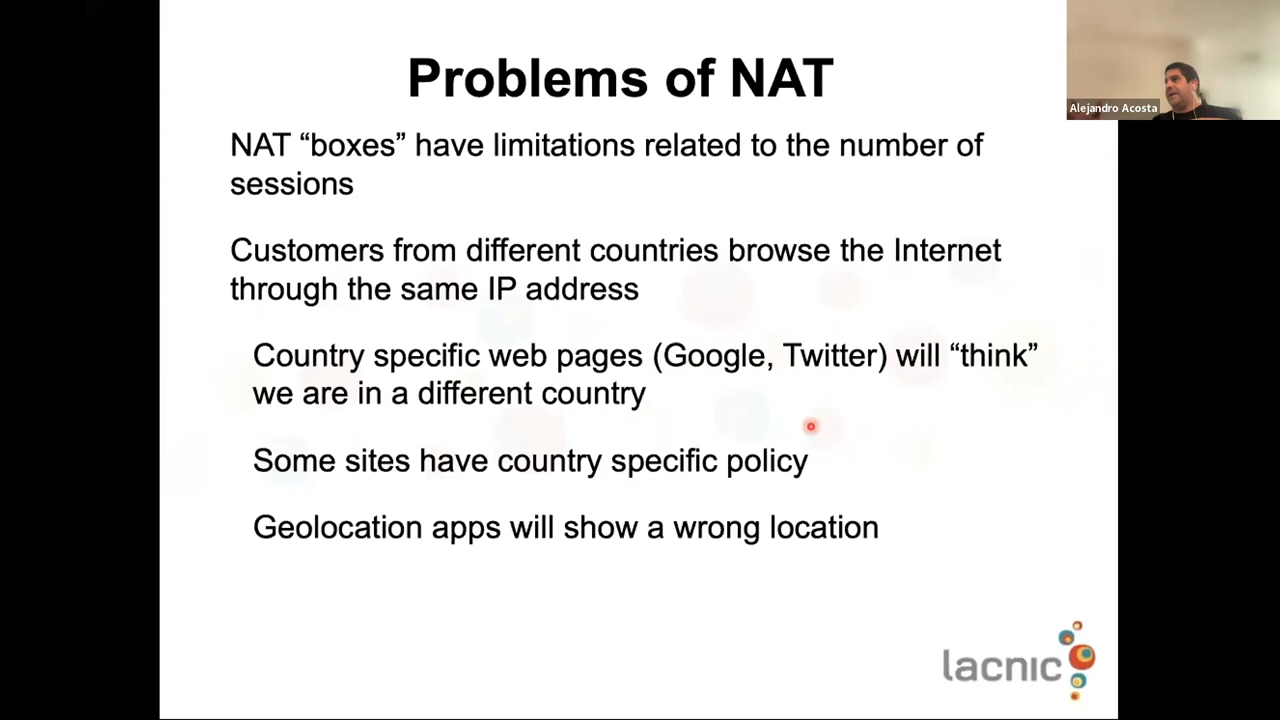 Problems of NAT
Alejandro Acosta
NAT “boxes” have limitations related to the number of
sessions
Customers from different countries browse the Internet
through the same IP address
Country specific web pages (Google, Twitter) will “think”
we are in a different country
Some sites have country specific policy
Geolocation apps will show a wrong location
lacnic